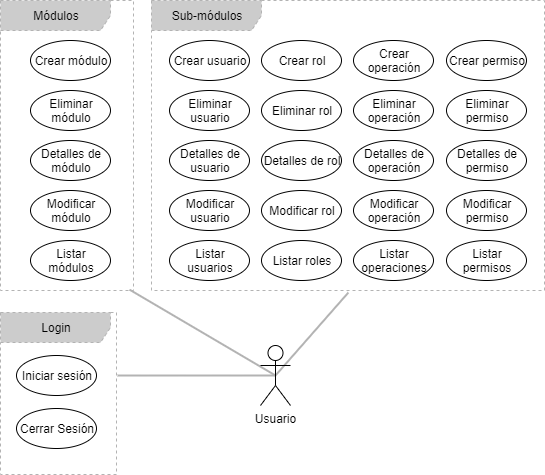 Módulos
Crear módulo
Eliminar
módulo
Detalles de
módulo
Modificar
módulo
Listar
módulos
Sub-módulos
Crear usuario
Crear rol
Crear
operación
Crear permiso
Eliminar
usuario
Eliminar rol
Eliminar
operación
Eliminar
permiso
Detalles de
usuario
Detalles de rol
Detalles de
operación
Detalles de
permiso
Modificar
usuario
Modificar rol
Modificar
operación
Modificar
permiso
Listar
usuarios
Listar roles
Listar
operaciones
Listar
permisos
Login
Iniciar sesión
Cerrar Sesión
Usuario